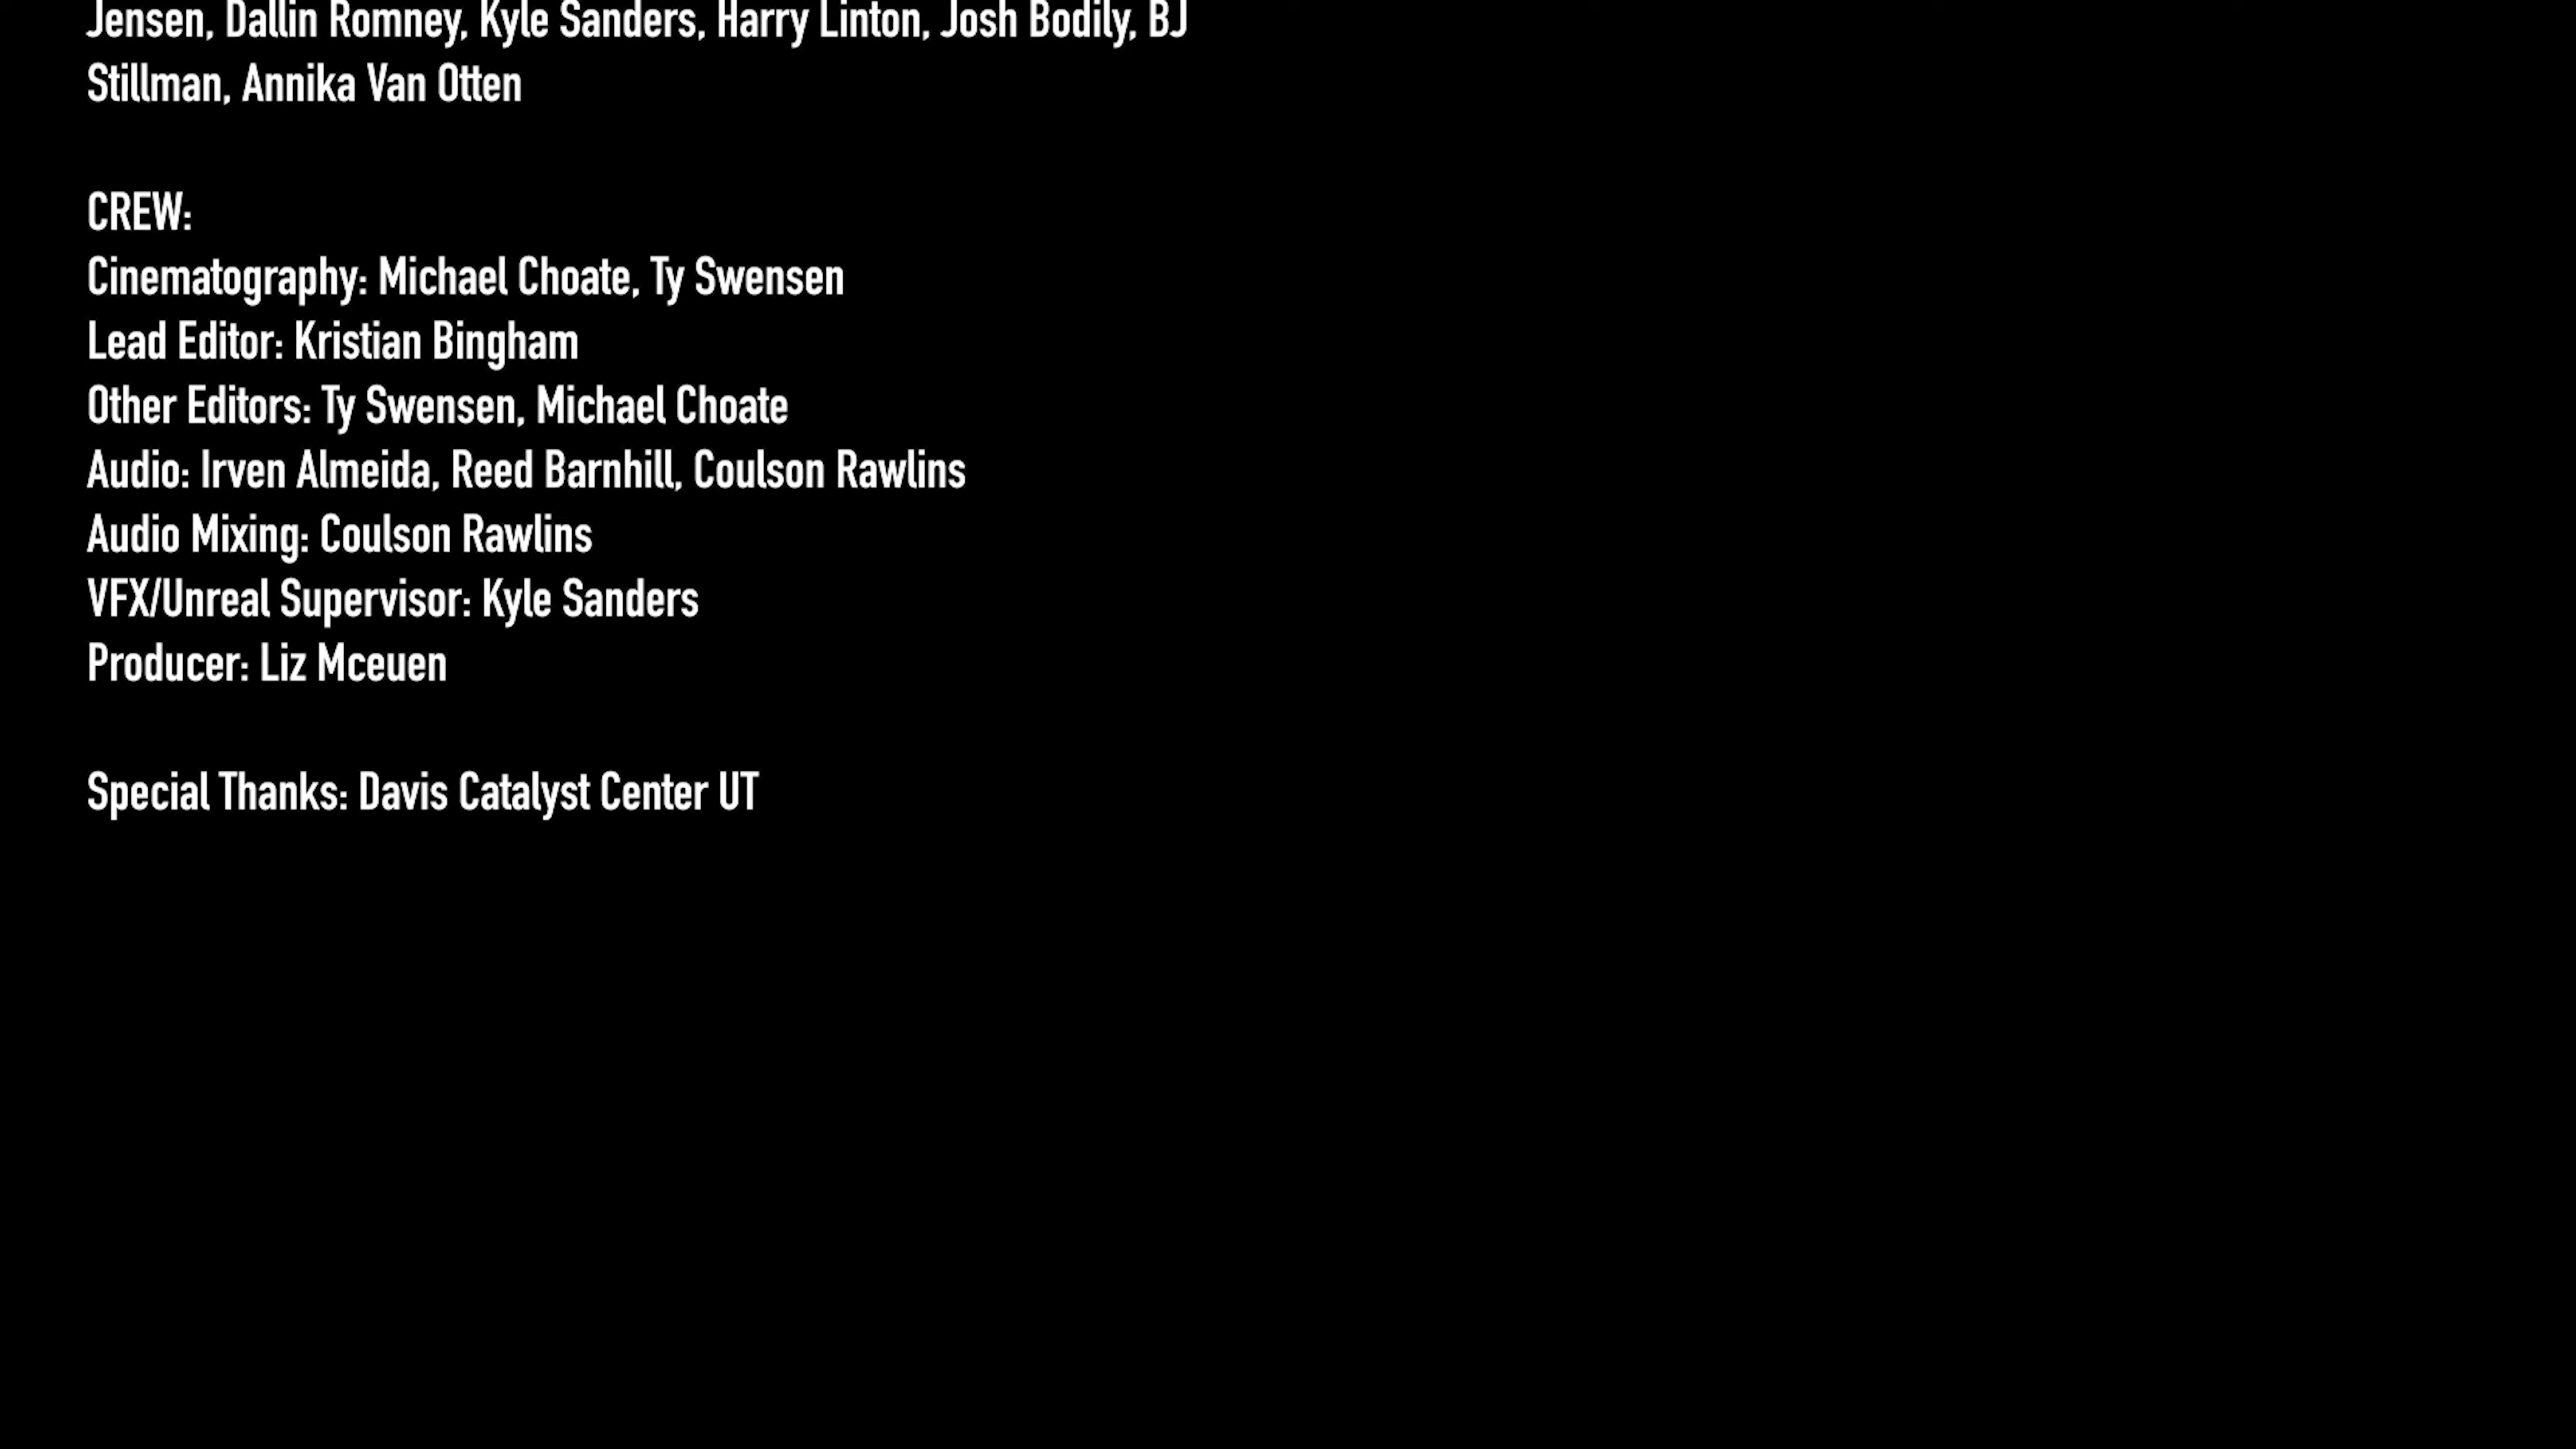 Jensen, Dallin Romney, Kyle Sanders, Harry Linton, Josh Bodily, BJ
Stillman, Annika Van Otten
CREW:
Cinematography: Michael Choate, Ty Swensen
Lead Editor: Kristian Bingham
Other Editors: Ty Swensen, Michael Choate
Audio: Irven Almeida, Reed Barnhill, Coulson Rawlins
Audio Mixing: Coulson Rawlins
VFX/Unreal Supervisor: Kyle Sanders
Producer: Liz Mceuen
Special Thanks: Davis Catalyst Center UT